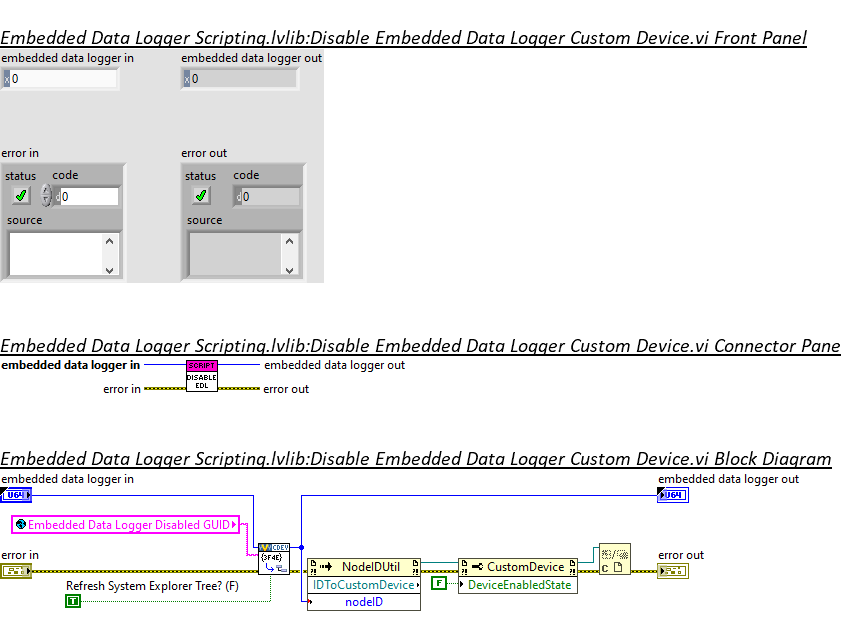 Embedded Data Logger Scripting.lvlib:Disable Embedded Data Logger Custom Device.vi Front Panel
embedded data logger in
embedded data logger out
x 0
x 0
error in
error out
status code
status code
d 0
d 0
source
source
Embedded Data Logger Scripting.lvlib:Disable Embedded Data Logger Custom Device.vi Connector Pane
embedded data logger in
SCRIPT
DISABLE
EDL
embedded data logger out
error in
error out
Embedded Data Logger Scripting.lvlib:Disable Embedded Data Logger Custom Device.vi Block Diagram
embedded data logger in
embedded data logger out
U64
U64
Embedded Data Logger Disabled GUID
CDEV
{3F4E}
error in
error out
NodeIDUtil
IDToCustomDevice
nodeID
CustomDevice
DeviceEnabledState
F
C
Refresh System Explorer Tree? (F)
T